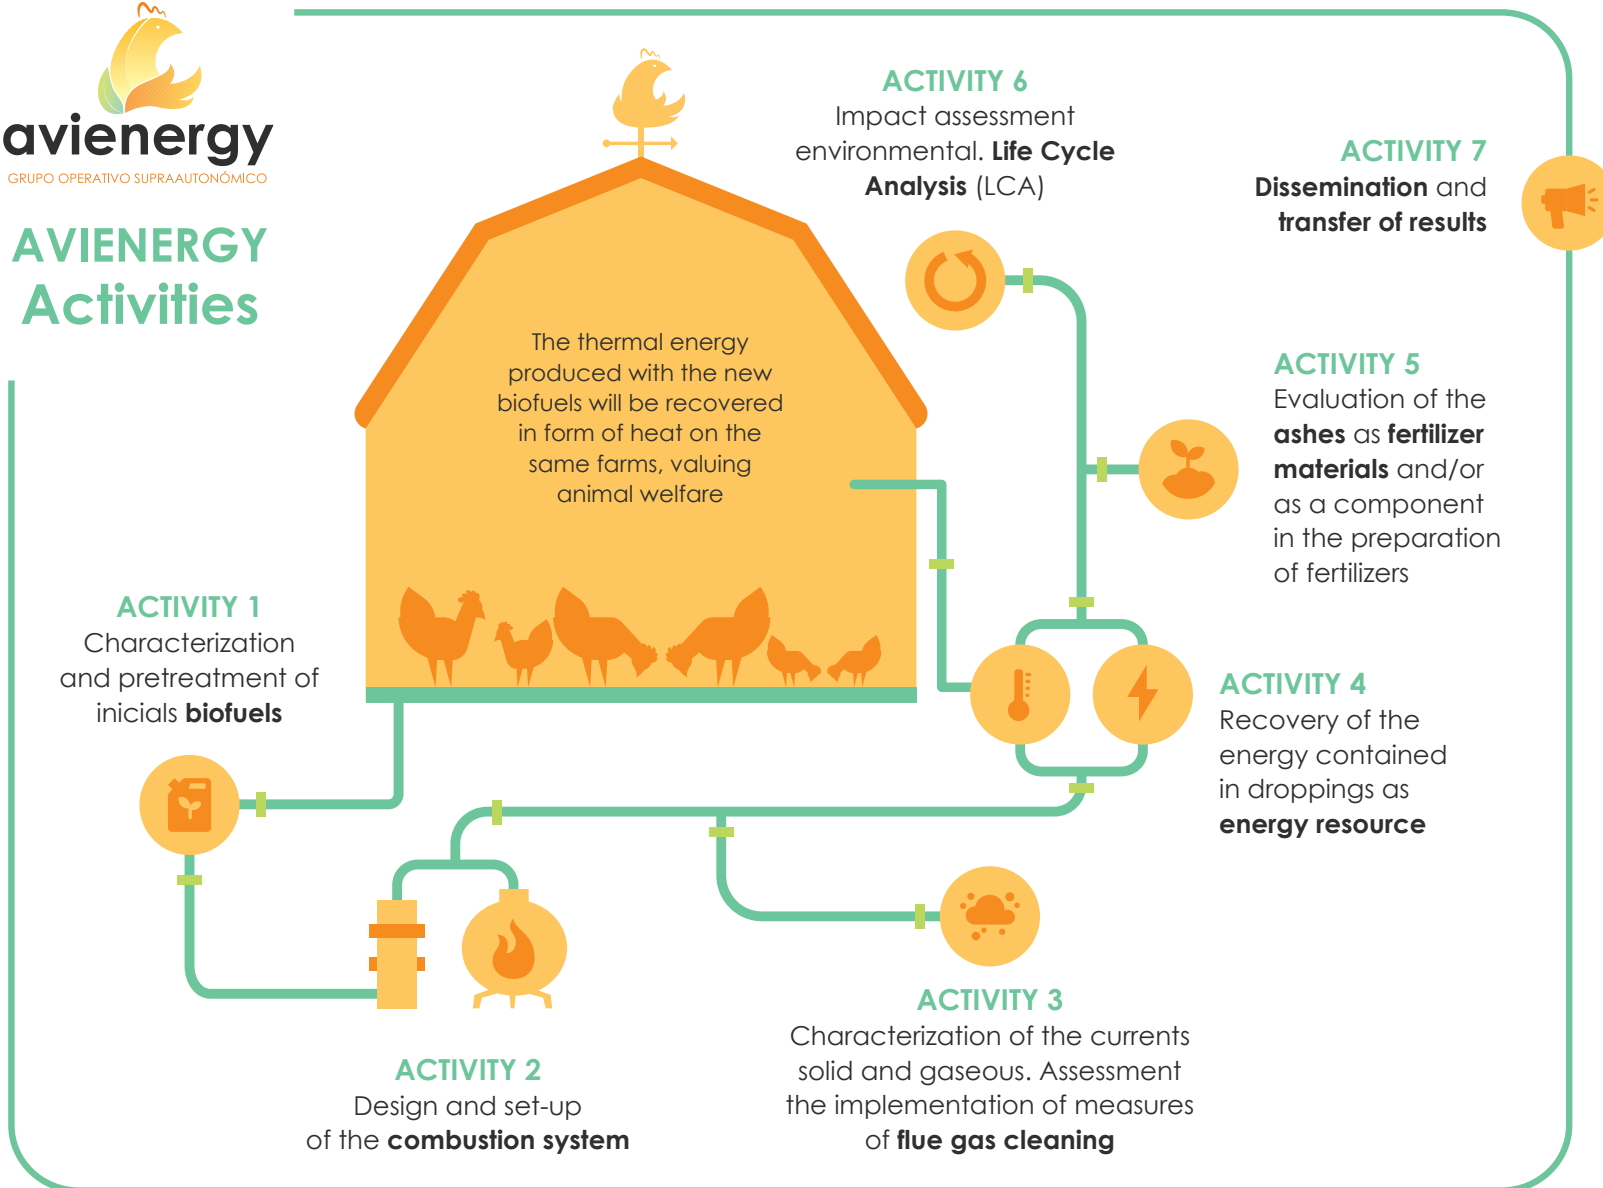 avienergy
GRUPO OPERATIVO SUPRAAUTONÓMICO
AVIENERGY
Activities
The thermal energy
produced with the new
biofuels will be recovered
in form of heat on the
same farms, valuing
animal welfare
ACTIVITY 1
Characterization
and pretreatment of
inicials biofuels
ACTIVITY 2
Design and set-up
of the combustion system
ACTIVITY 3
Characterization of the currents
solid and gaseous. Assessment
the implementation of measures
of flue gas cleaning
ACTIVITY 4
Recovery of the
energy contained
in droppings as
energy resource
ACTIVITY 5
Evaluation of the
ashes as fertilizer
materials and/or
as a component
in the preparation
of fertilizers
ACTIVITY 6
Impact assessment
environmental. Life Cycle
Analysis (LCA)
ACTIVITY 7
Dissemination and
transfer of results